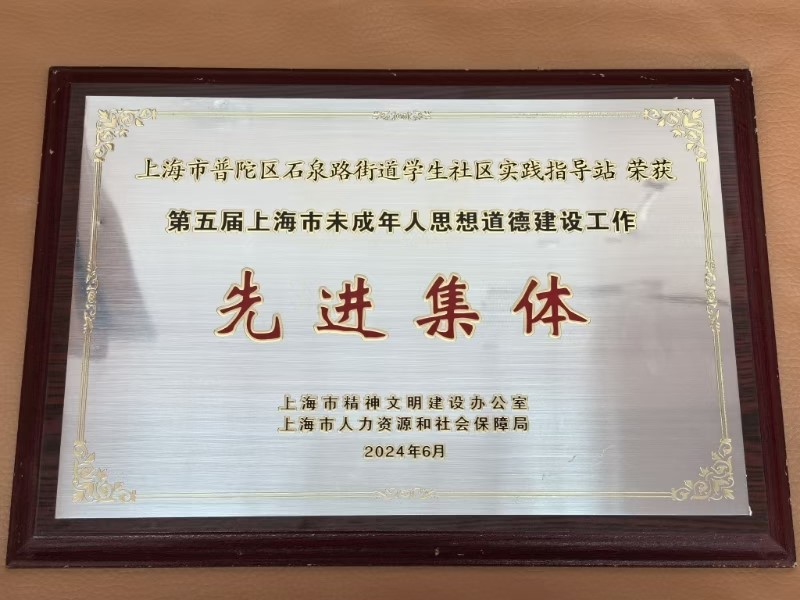 上海市普陀区石泉路街道学生社区实践指导站 荣获
第五届上海市未成年人思想道德建设工作
先进集体
上海市精神文明建设办公室
上海市人力资源和社会保障局
2024年6月